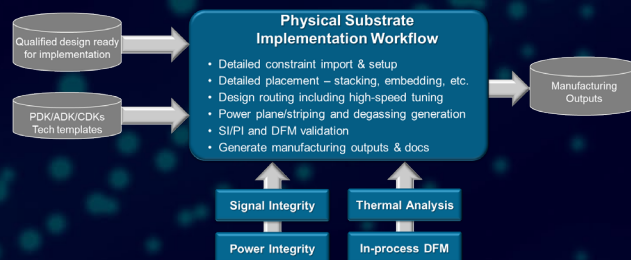 Physical Substrate
Implementation Workflow
Qualified design ready
for implementation
PDK/ADK/CDKs
Tech templates
• Detailed constraint import & setup
• Detailed placement – stacking, embedding, etc.
• Design routing including high-speed tuning
• Power plane/striping and degassing generation
• SI/PI and DFM validation
• Generate manufacturing outputs & docs
Manufacturing
Outputs
Signal Integrity
Thermal Analysis
Power Integrity
In-process DFM